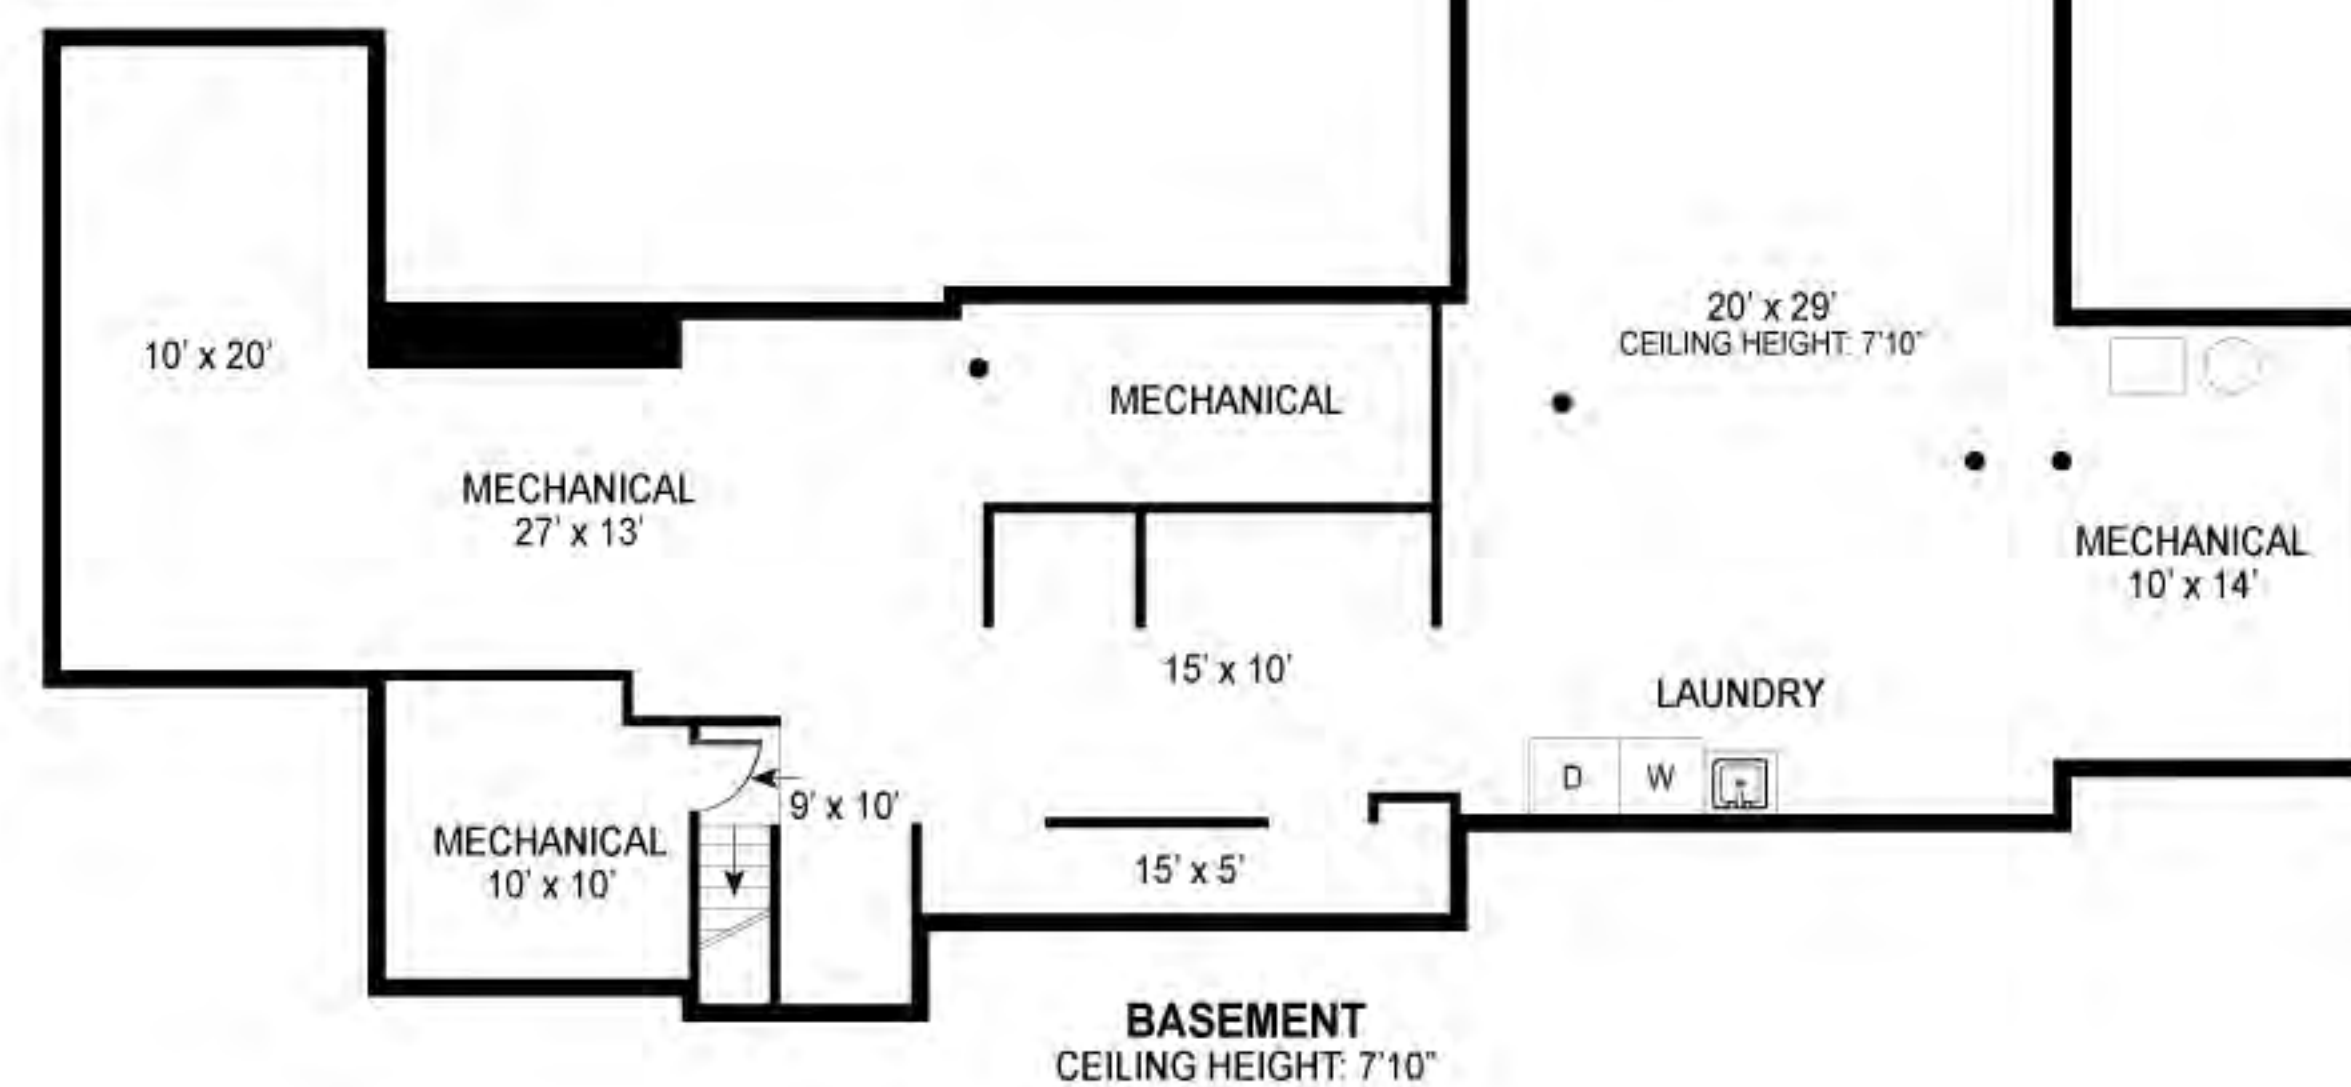 10' x 20'
MECHANICAL
27' x 13'
MECHANICAL
20' x 29'
CEILING HEIGHT: 7'10"
MECHANICAL
10' x 14'
15' x 10'
LAUNDRY
D
W
9' x 10'
MECHANICAL
10' x 10'
15' x 5'
BASEMENT
CEILING HEIGHT: 7'10"